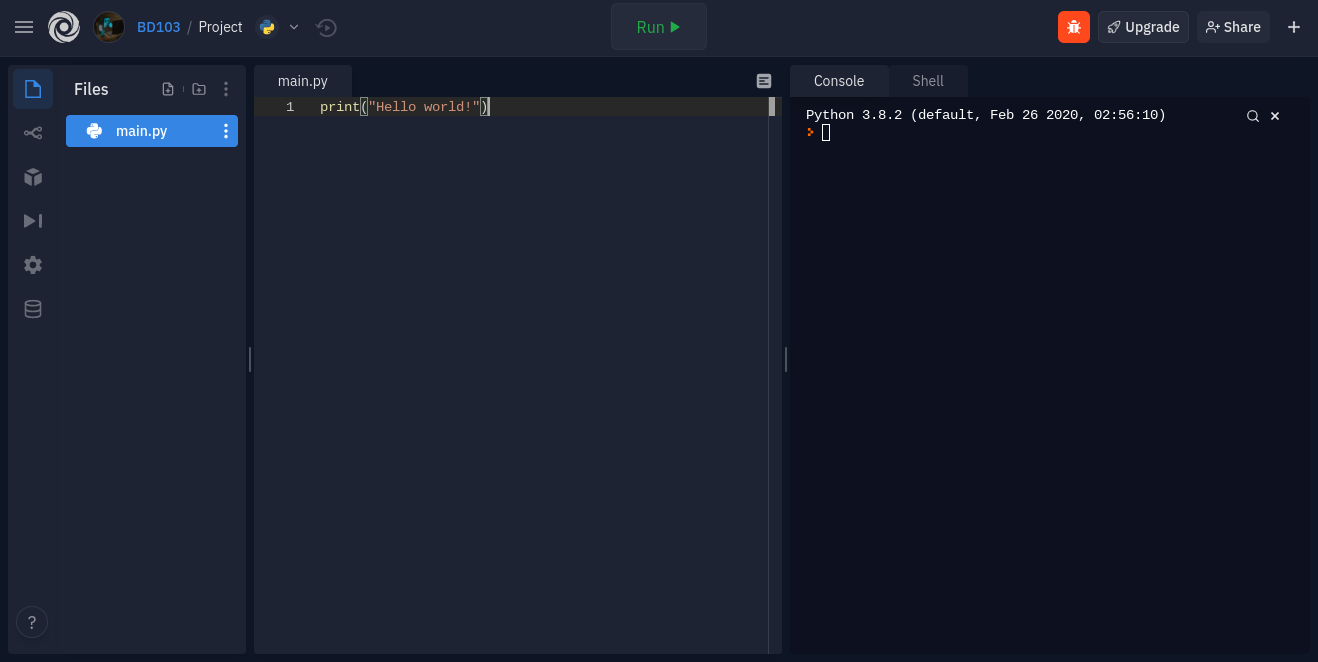 BD103 / Project
Run
Upgrade
Share
Files
main.py
main.py
1 print("Hello world!")
Console
Shell
Python 3.8.2 (default, Feb 26 2020, 02:56:10)
>
?